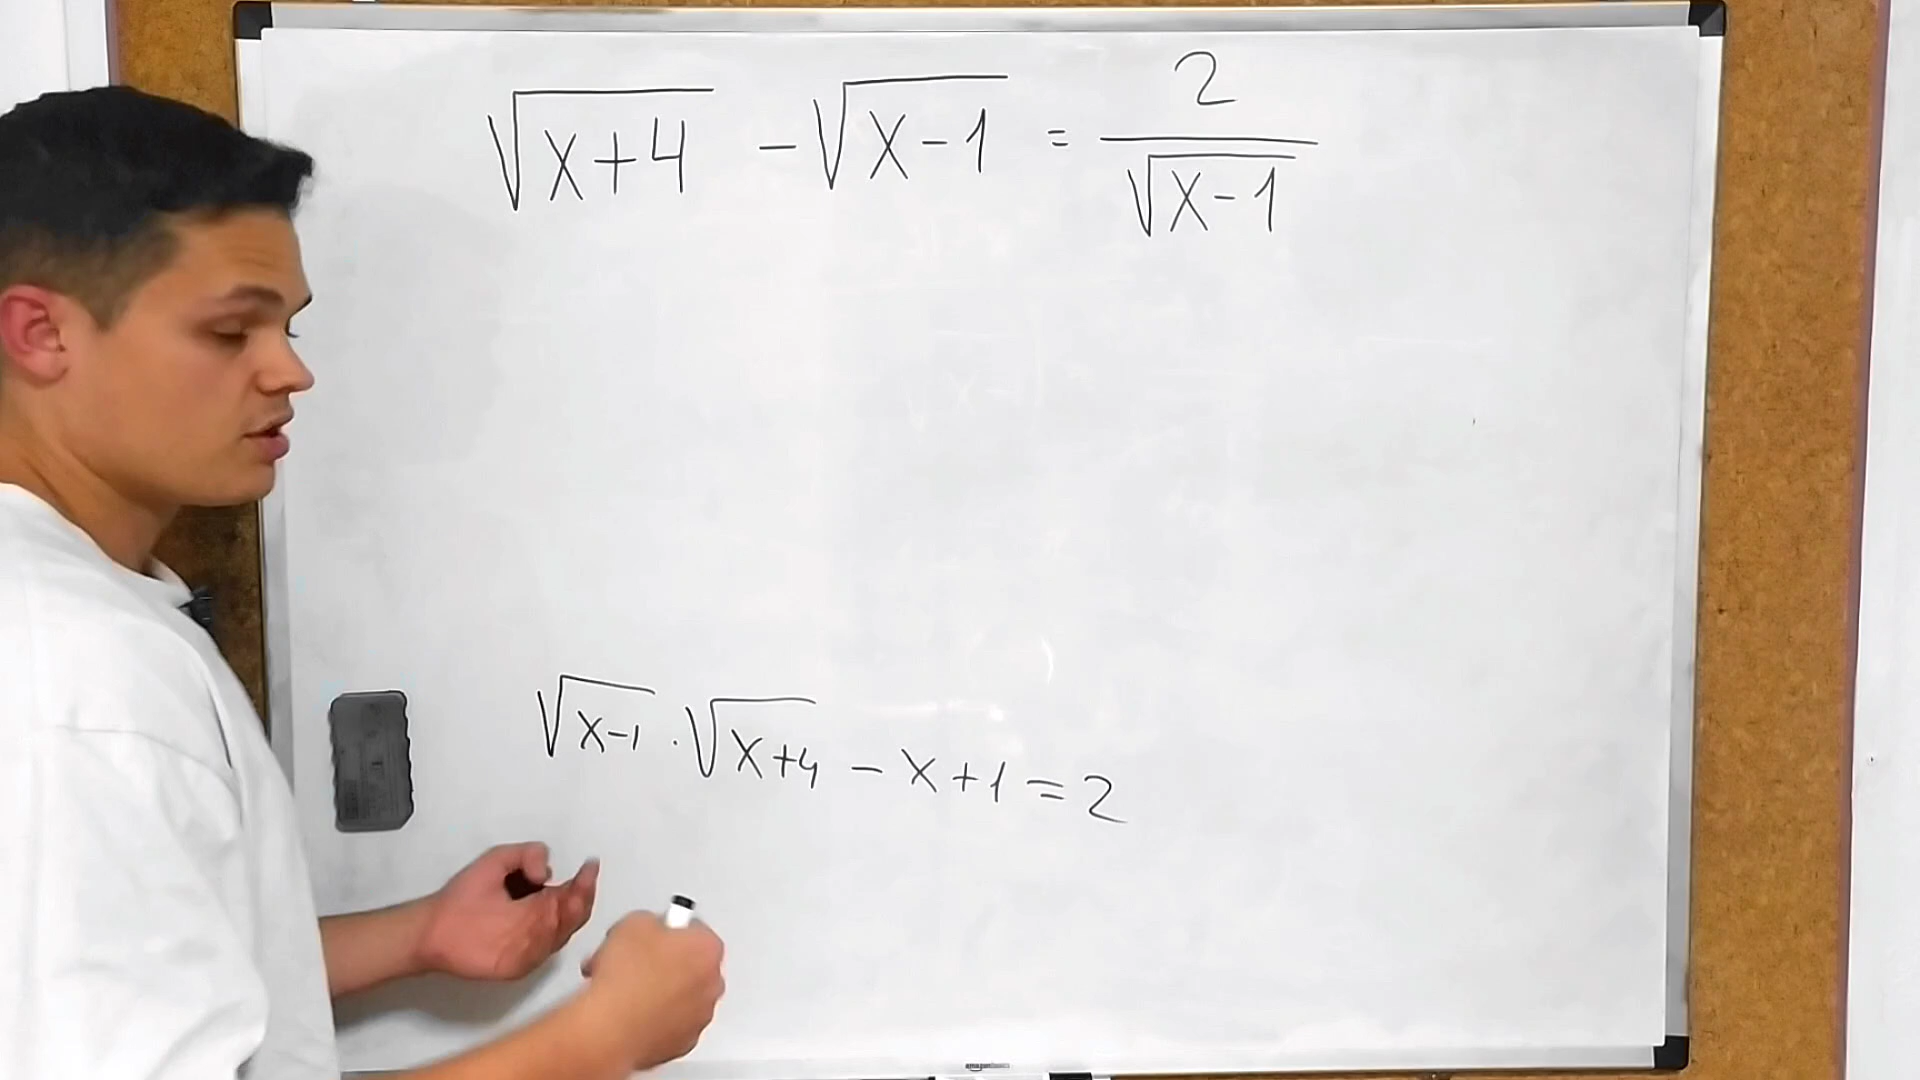 √(x+4) - √(x-1) = 2/√(x-1)
√(x-1) · √(x+4) - x + 1 = 2